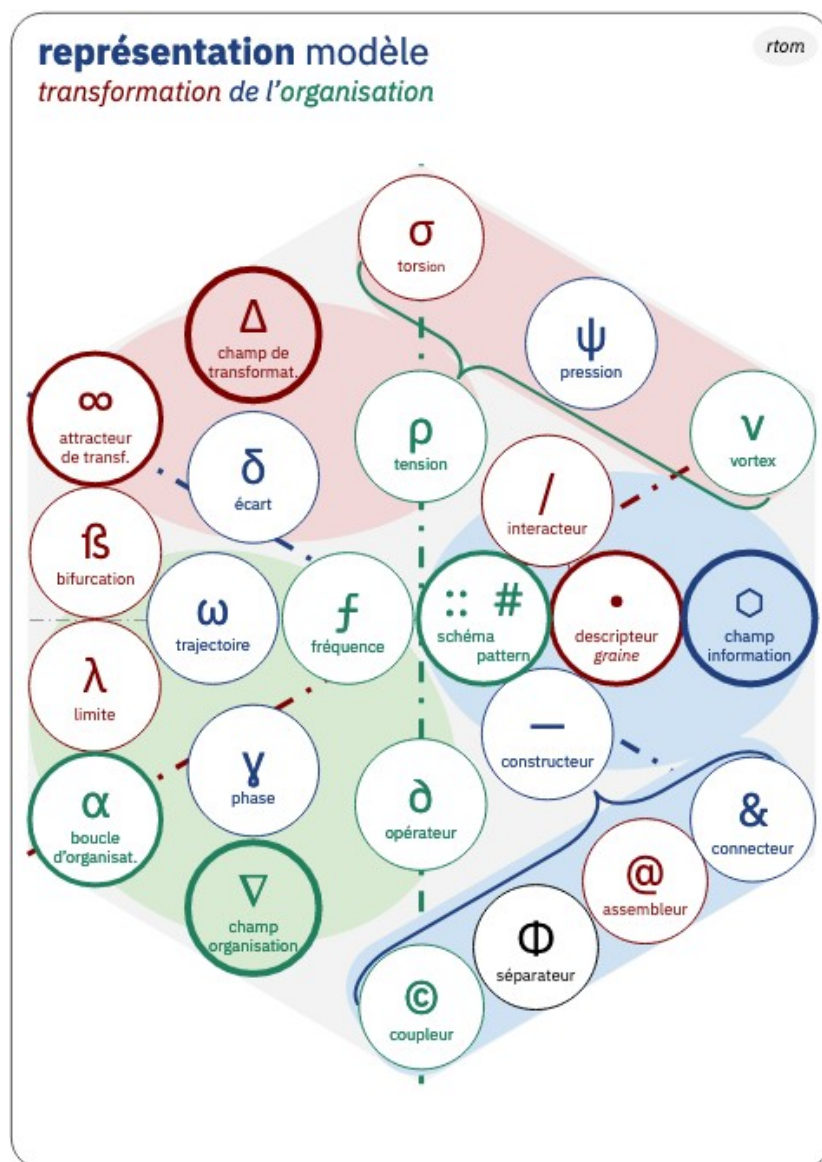 représentation modèle
rtom
transformation de l'organisation
σ
torsion
Δ
champ de
transformat.
ψ
pression
∞
attracteur
de transf.
ρ
tension
ν
vortex
δ
écart
/
interacteur
ß
bifurcation
ω
trajectoire
ƒ
fréquence
:: #
schéma
pattern
•
descripteur
graine
⬡
champ
information
λ
limite
—
constructeur
ɣ
phase
∂
opérateur
α
boucle
d'organisat.
&
connecteur
@
assembleur
∇
champ
organisation
Φ
séparateur
©
coupleur